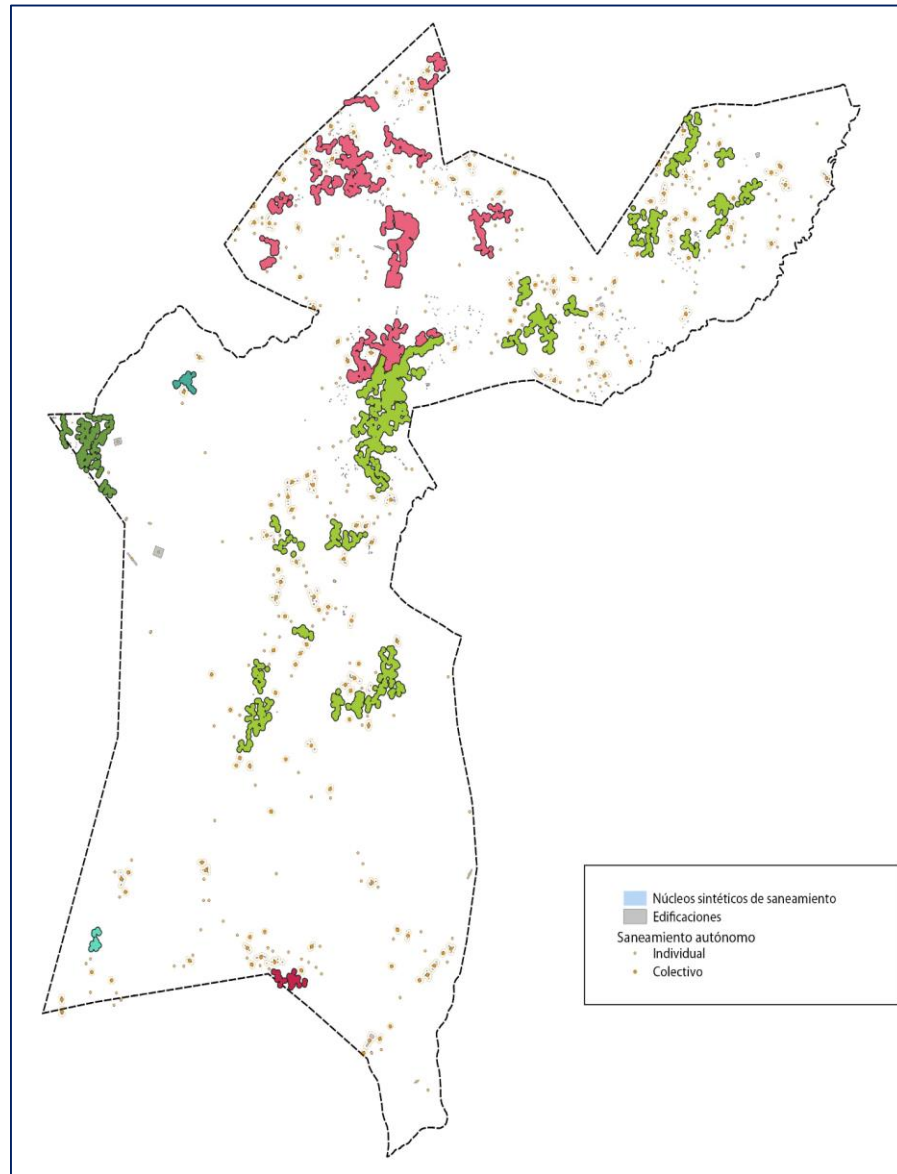 Núcleos sintéticos de saneamiento
Edificaciones
Saneamiento autónomo
Individual
Colectivo